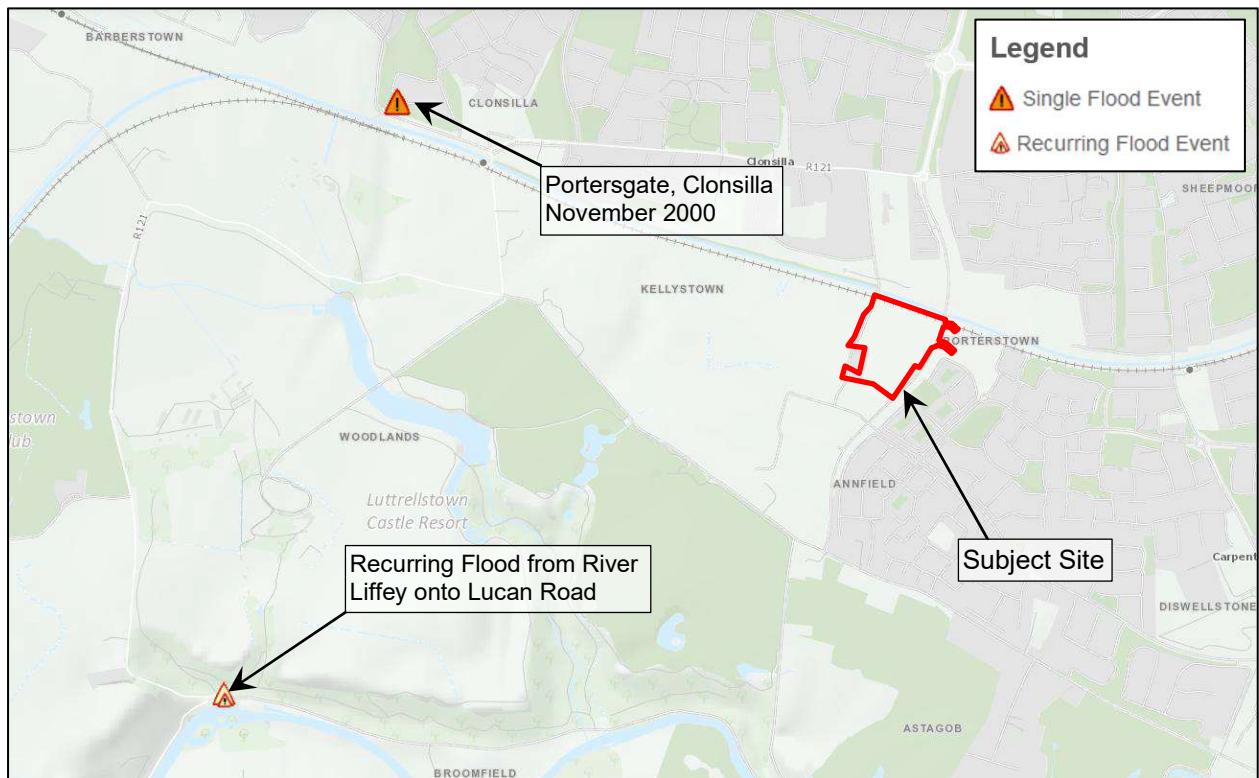 BARBERSTOWN
Legend
Single Flood Event
Recurring Flood Event
CLONSILLA
Clonsilla
R121
Portersgate, Clonsilla
November 2000
SHEEPMOOR
R121
KELLYSTOWN
PORTERSTOWN
WOODLANDS
Luttrellstown
Castle Resort
ANNFIELD
Recurring Flood from River
Liffey onto Lucan Road
Subject Site
Carpent
DISWELLSTONE
ASTAGOB
BROOMFIELD